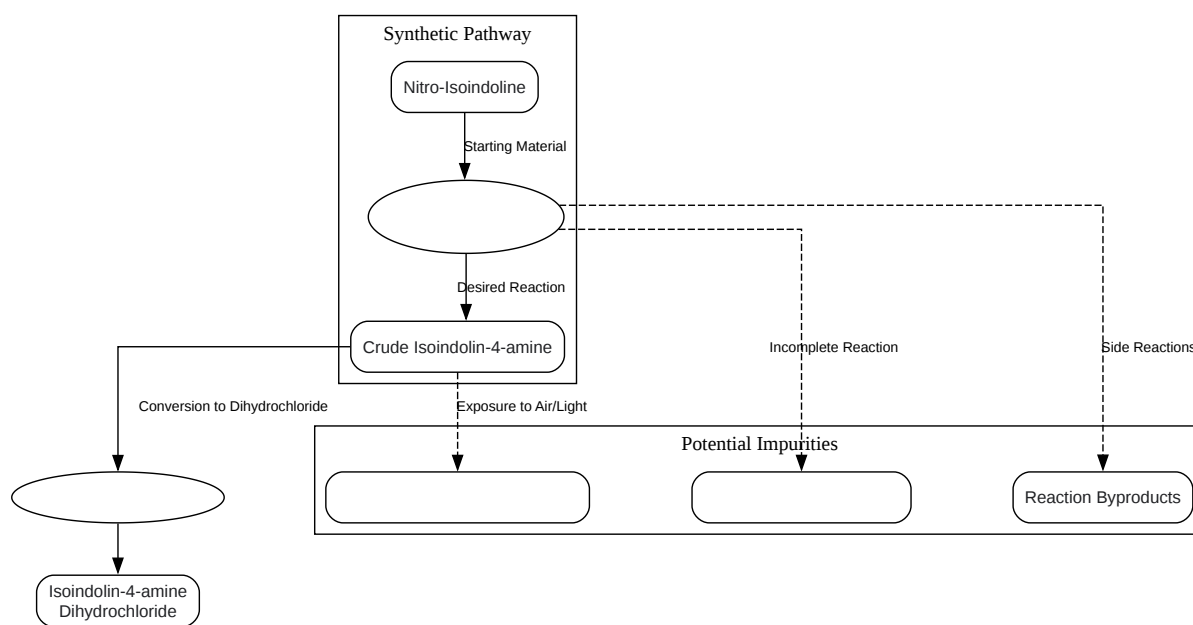 Synthetic Pathway
Nitro-Isoindoline
Starting Material
Desired Reaction
Crude Isoindolin-4-amine
Incomplete Reaction
Side Reactions
Conversion to Dihydrochloride
Exposure to Air/Light
Potential Impurities
Reaction Byproducts
Isoindolin-4-amine
Dihydrochloride